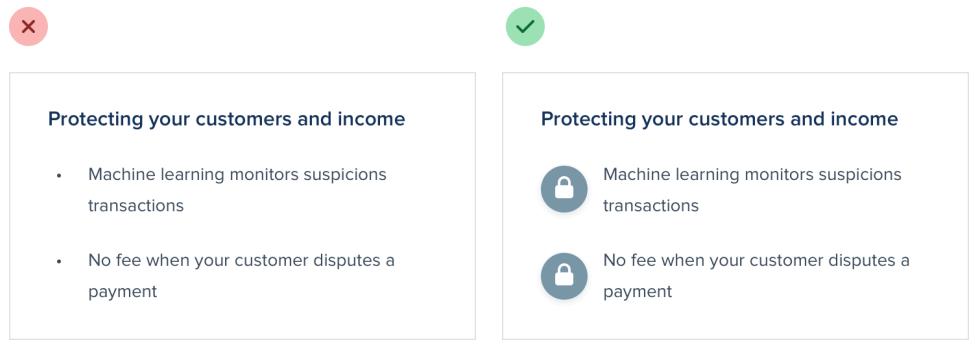 Protecting your customers and income
• Machine learning monitors suspicions
transactions
• No fee when your customer disputes a
payment
Protecting your customers and income
Machine learning monitors suspicions
transactions
No fee when your customer disputes a
payment